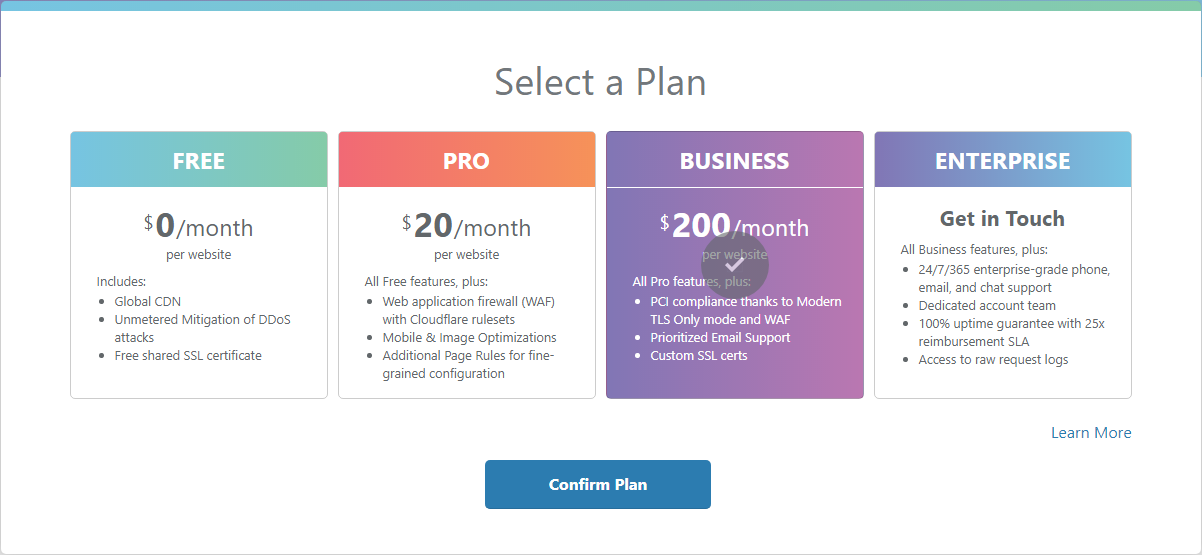 Select a Plan
FREE
$0/month
per website
Includes:
Global CDN
Unmetered Mitigation of DDoS
attacks
Free shared SSL certificate
PRO
$20/month
per website
All Free features, plus:
Web application firewall (WAF)
with Cloudflare rulesets
Mobile & Image Optimizations
Additional Page Rules for fine-
grained configuration
BUSINESS
$200/month
per website
All Pro features, plus:
PCI compliance thanks to Modern
TLS Only mode and WAF
Prioritized Email Support
Custom SSL certs
ENTERPRISE
Get in Touch
All Business features, plus:
24/7/365 enterprise-grade phone,
email, and chat support
Dedicated account team
100% uptime guarantee with 25x
reimbursement SLA
Access to raw request logs
Learn More
Confirm Plan